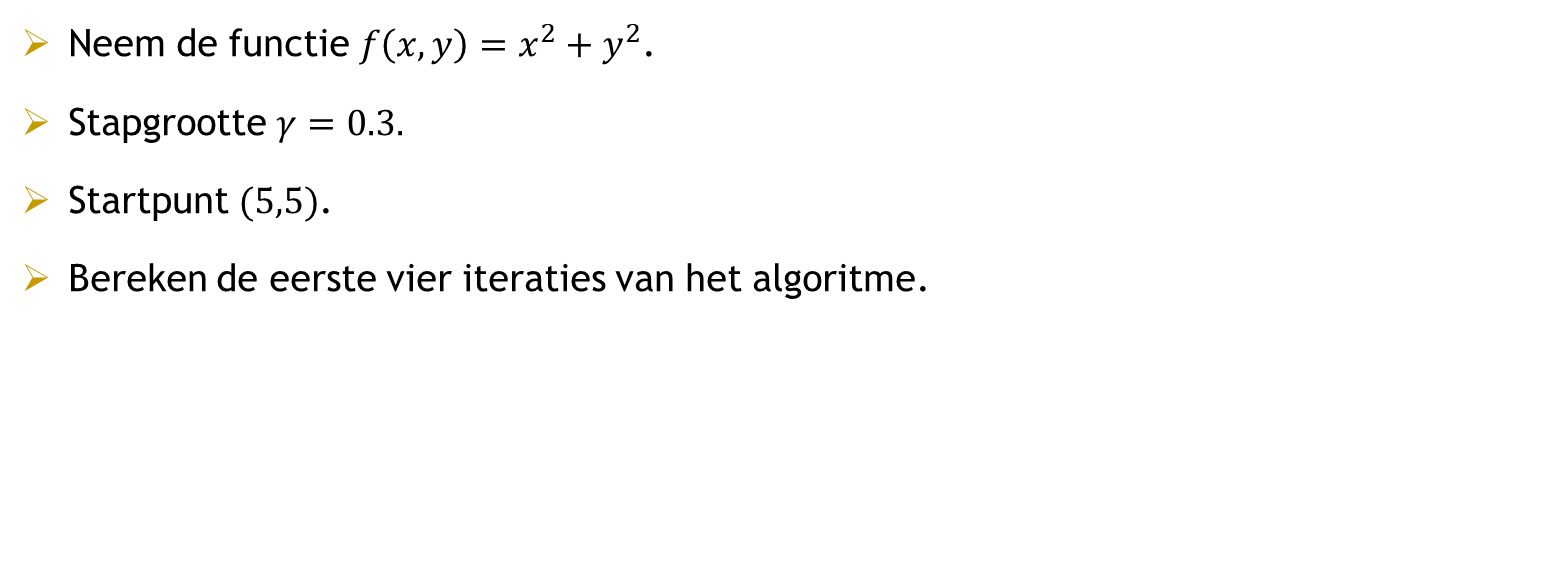 ➢ Neem de functie f(x, y) = x² + y².
➢ Stapgrootte γ = 0.3.
➢ Startpunt (5,5).
➢ Bereken de eerste vier iteraties van het algoritme.